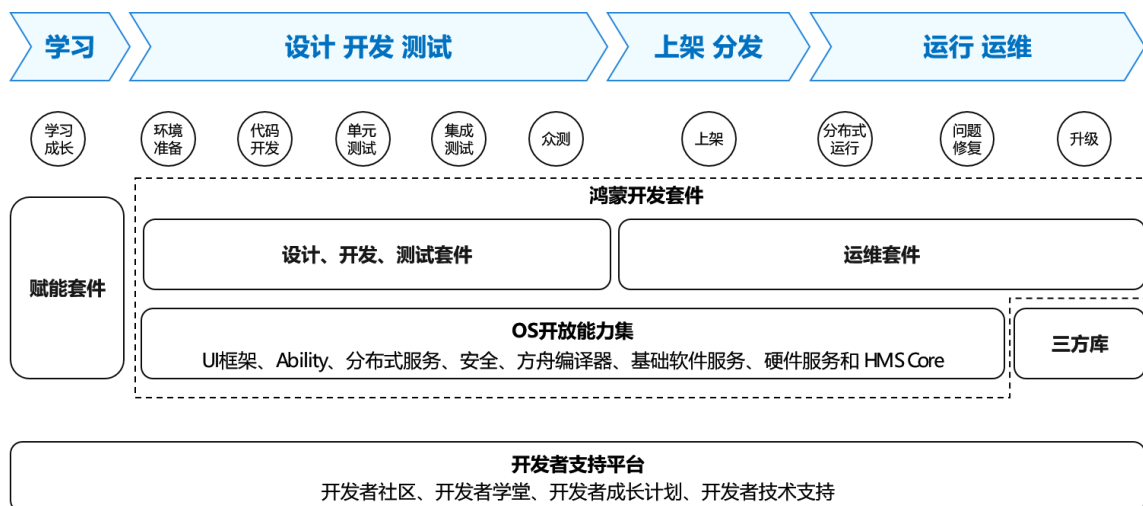 学习
设计 开发 测试
上架 分发
运行 运维
学习
成长
环境
准备
代码
开发
单元
测试
集成
测试
众测
上架
分布式
运行
问题
修复
升级
鸿蒙开发套件
赋能套件
设计、开发、测试套件
运维套件
OS开放能力集
UI框架、Ability、分布式服务、安全、方舟编译器、基础软件服务、硬件服务和 HMS Core
三方库
开发者支持平台
开发者社区、开发者学堂、开发者成长计划、开发者技术支持